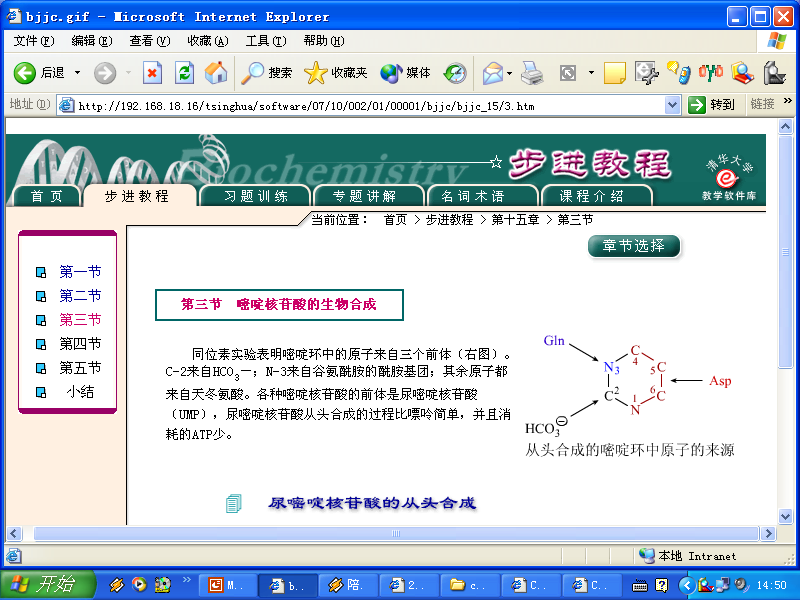 bjjc.gif - Microsoft Internet Explorer
文件(F) 编辑(E) 查看(V) 收藏(A) 工具(T) 帮助(H)
后退 搜索 收藏夹 媒体
地址(D) http://192.168.18.16/tsinghua/software/07/10/002/01/00001/bjjc/bjjc_15/3.htm 转到 链接 »
Biochemistry ☆ 步进教程
清华大学
教学软件库
首页 步进教程 习题训练 专题讲解 名词术语 课程介绍
当前位置： 首页 > 步进教程 > 第十五章 > 第三节
章节选择
第一节
第二节
第三节
第四节
第五节
小结
第三节 嘧啶核苷酸的生物合成
同位素实验表明嘧啶环中的原子来自三个前体（右图）。
C-2来自HCO3—；N-3来自谷氨酰胺的酰胺基团；其余原子都
来自天冬氨酸。各种嘧啶核苷酸的前体是尿嘧啶核苷酸
（UMP），尿嘧啶核苷酸从头合成的过程比嘌呤简单，并且消
耗的ATP少。
Gln
C
N3 4 5C
Asp
C2 1 6C
N
HCO3⊖
从头合成的嘧啶环中原子的来源
尿嘧啶核苷酸的从头合成
本地 Intranet
开始 » M.. b.. 陪. 2.. c.. C.. C.. 14:50